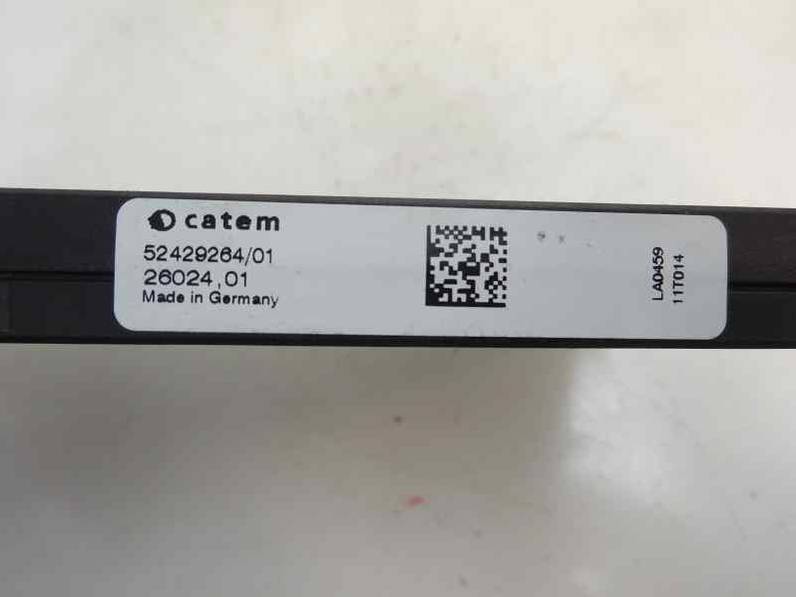 catem
52429264/01
26024,01
Made in Germany
LA0459
11T014